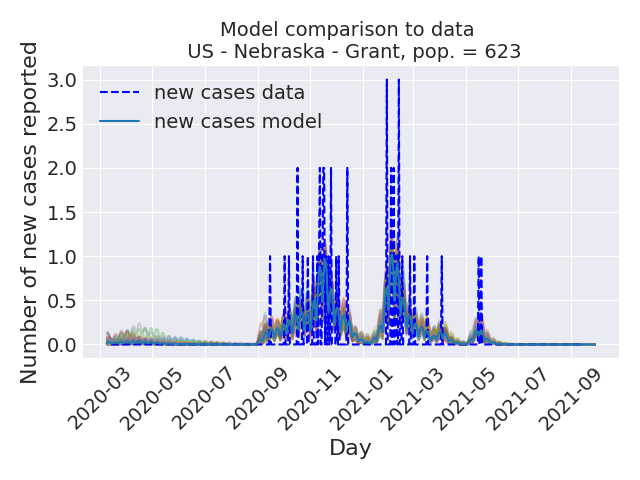 Model comparison to data
US - Nebraska - Grant, pop. = 623
Number of new cases reported
3.0
2.5
2.0
1.5
1.0
0.5
0.0
new cases data
new cases model
2020-03
2020-05
2020-07
2020-09
2020-11
2021-01
2021-03
2021-05
2021-07
2021-09
Day